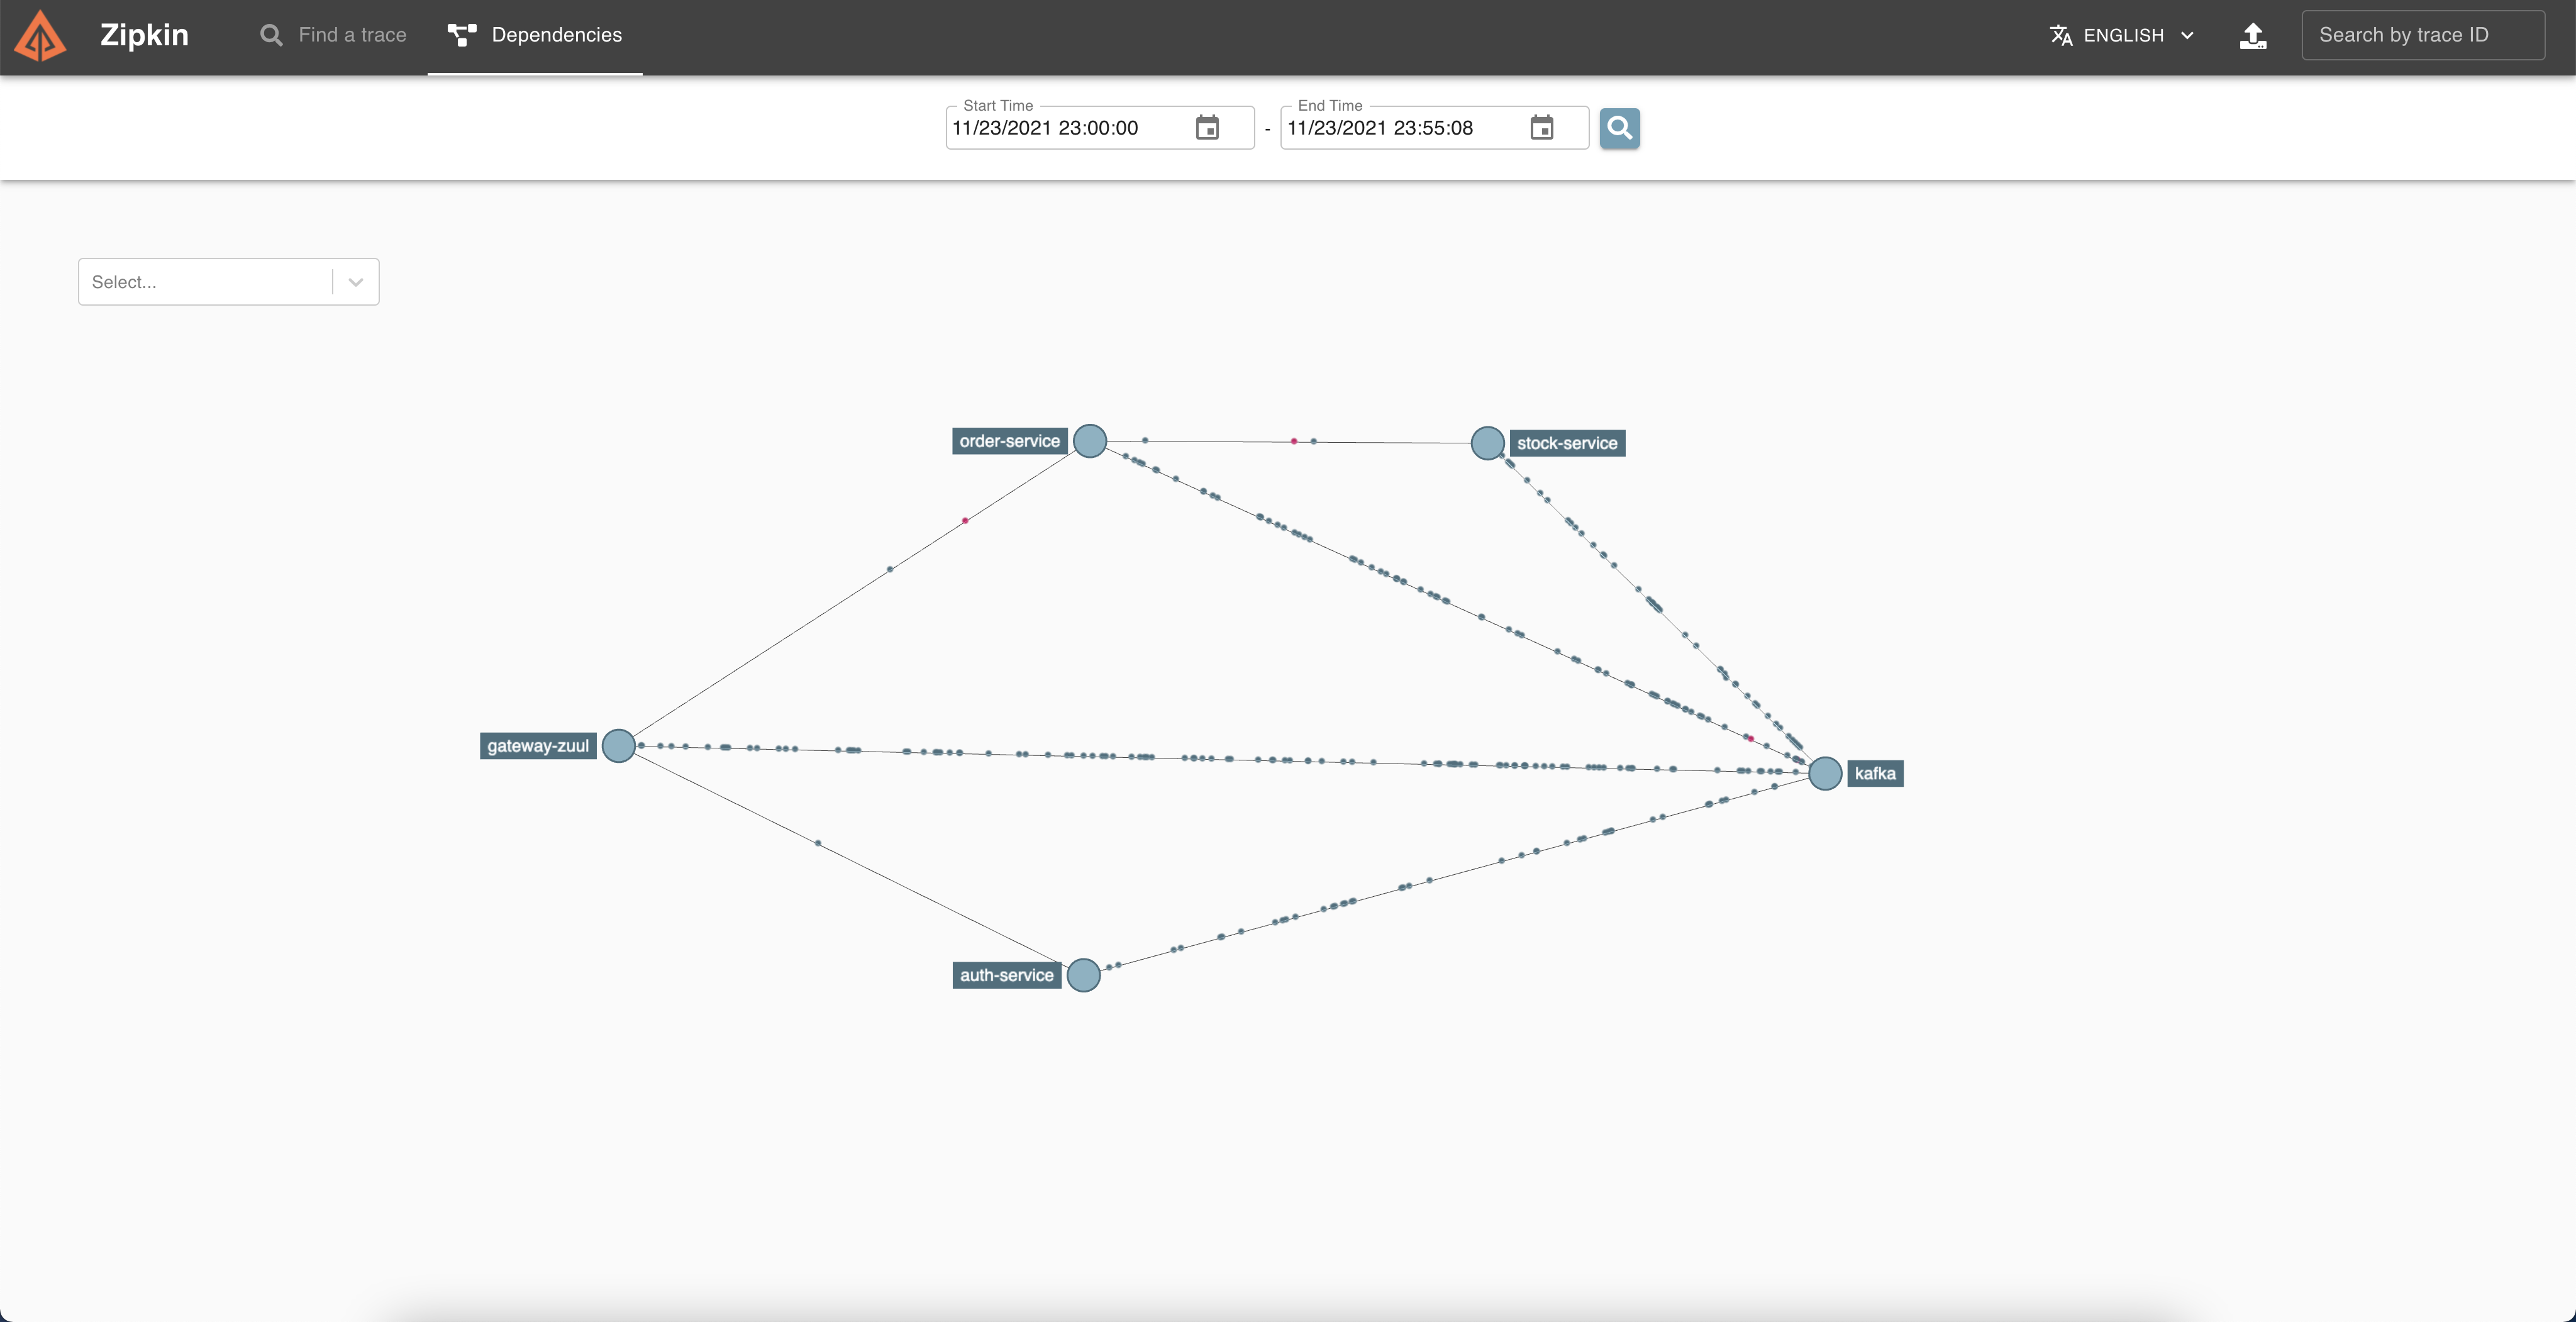 Zipkin
Find a trace
Dependencies
ENGLISH
Search by trace ID
Start Time
11/23/2021 23:00:00
-
End Time
11/23/2021 23:55:08
Select...
order-service
stock-service
gateway-zuul
kafka
auth-service